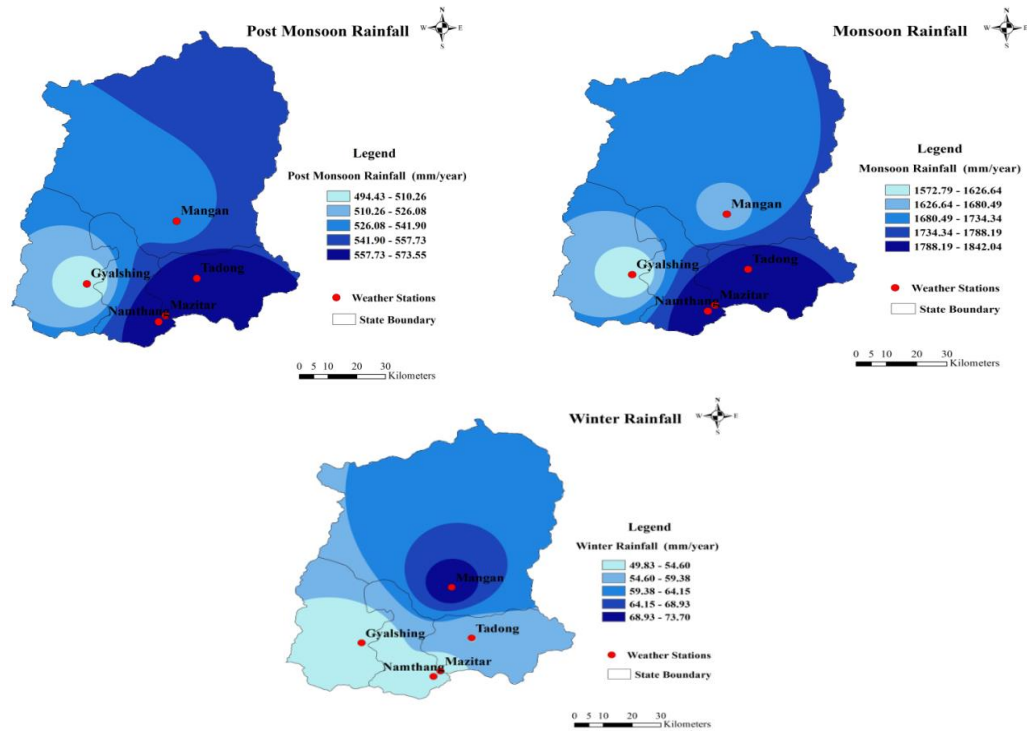 Post Monsoon Rainfall
N
W E
S
Legend
Post Monsoon Rainfall (mm/year)
494.43 - 510.26
510.26 - 526.08
526.08 - 541.90
541.90 - 557.73
557.73 - 573.55
Weather Stations
State Boundary
0 5 10 20 30
Kilometers
Mangan
Gyalshing
Tadong
Namthang
Mazitar
Monsoon Rainfall
N
W E
S
Legend
Monsoon Rainfall (mm/year)
1572.79 - 1626.64
1626.64 - 1680.49
1680.49 - 1734.34
1734.34 - 1788.19
1788.19 - 1842.04
Weather Stations
State Boundary
0 5 10 20 30
Kilometers
Mangan
Gyalshing
Tadong
Namthang
Mazitar
Winter Rainfall
N
W E
S
Legend
Winter Rainfall (mm/year)
49.83 - 54.60
54.60 - 59.38
59.38 - 64.15
64.15 - 68.93
68.93 - 73.70
Weather Stations
State Boundary
0 5 10 20 30
Kilometers
Mangan
Gyalshing
Tadong
Namthang
Mazitar